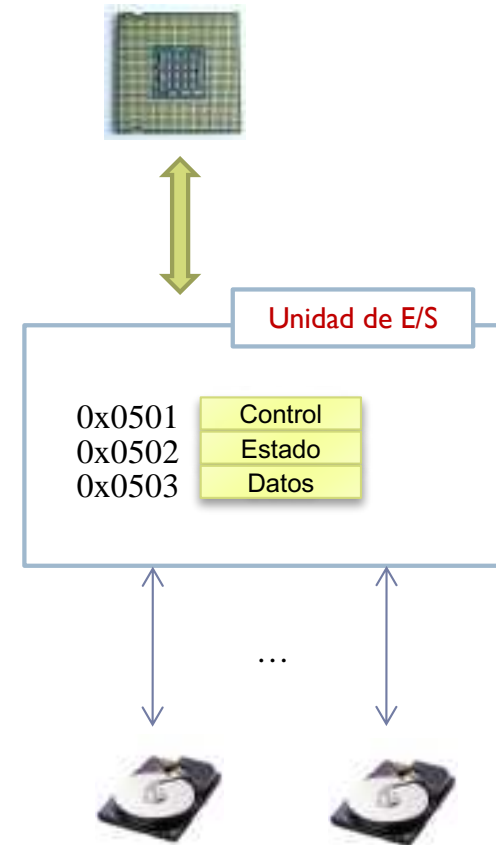 Unidad de E/S
0x0501 Control
0x0502 Estado
0x0503 Datos
…